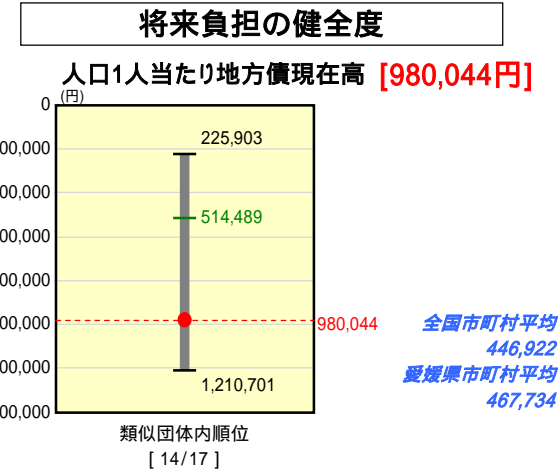 将来負担の健全度
人口1人当たり地方債現在高 [980,044円]
(円)
0
225,903
00,000
00,000
514,489
00,000
00,000
00,000
980,044
全国市町村平均
446,922
00,000
愛媛県市町村平均
1,210,701
467,734
00,000
類似団体内順位
[ 14/17 ]